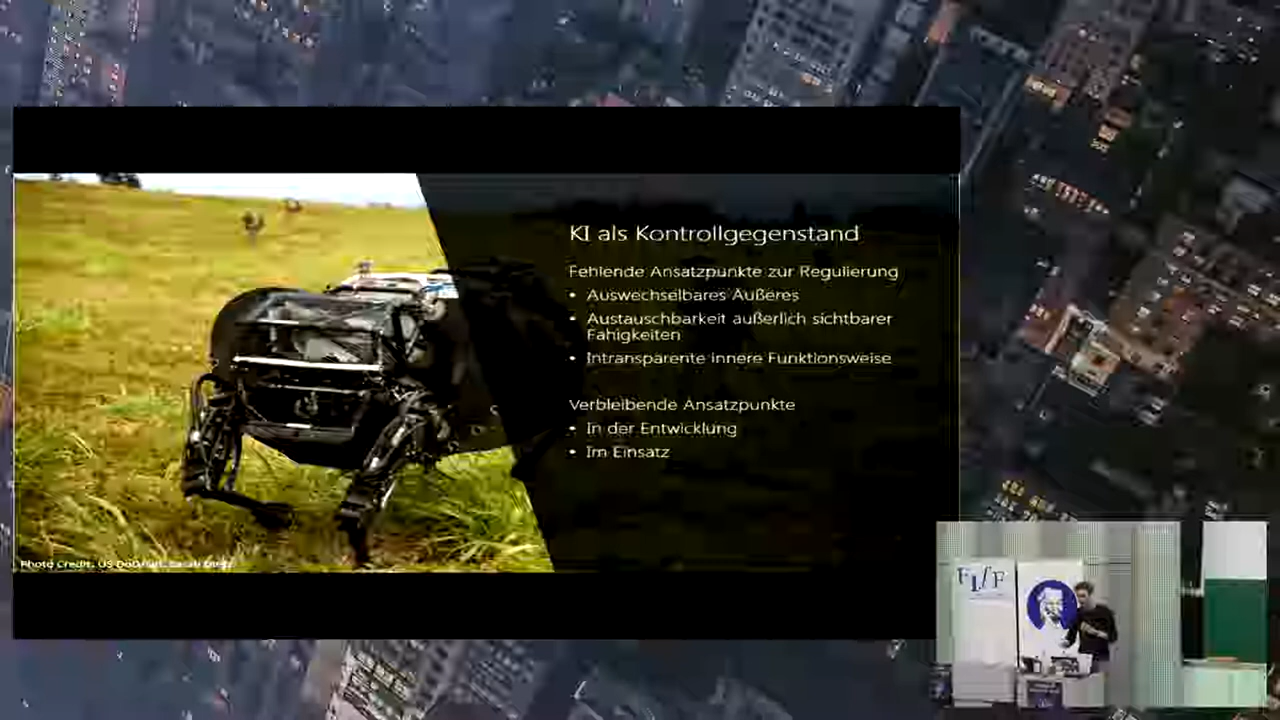 KI als Kontrollgegenstand
Fehlende Ansatzpunkte zur Regulierung
• Auswechselbares Äußeres
• Austauschbarkeit äußerlich sichtbarer
Fähigkeiten
• Intransparente innere Funktionsweise
Verbleibende Ansatzpunkte
• In der Entwicklung
• Im Einsatz
Photo Credit: US
FIfF